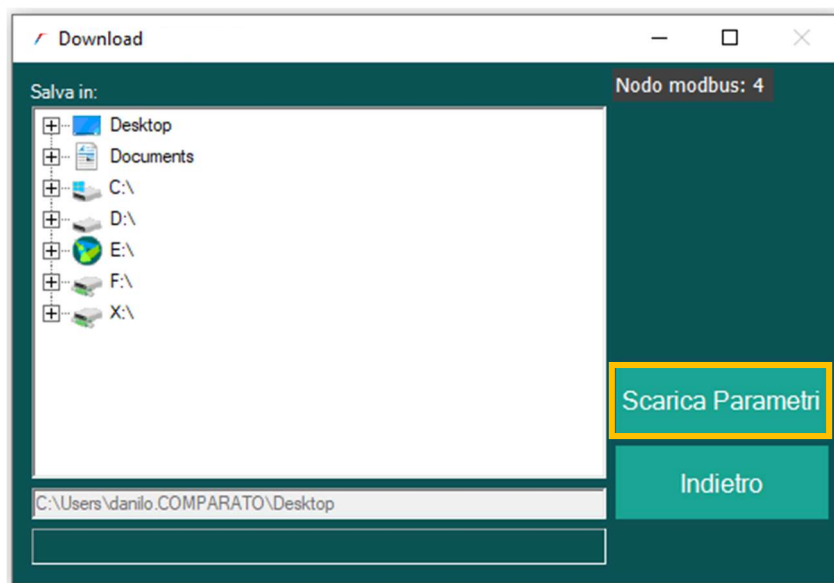 Download
Salva in:
Nodo modbus: 4
Desktop
Documents
C:\
D:\
E:\
F:\
X:\
Scarica Parametri
Indietro
C:\Users\danilo.COMPARATO\Desktop